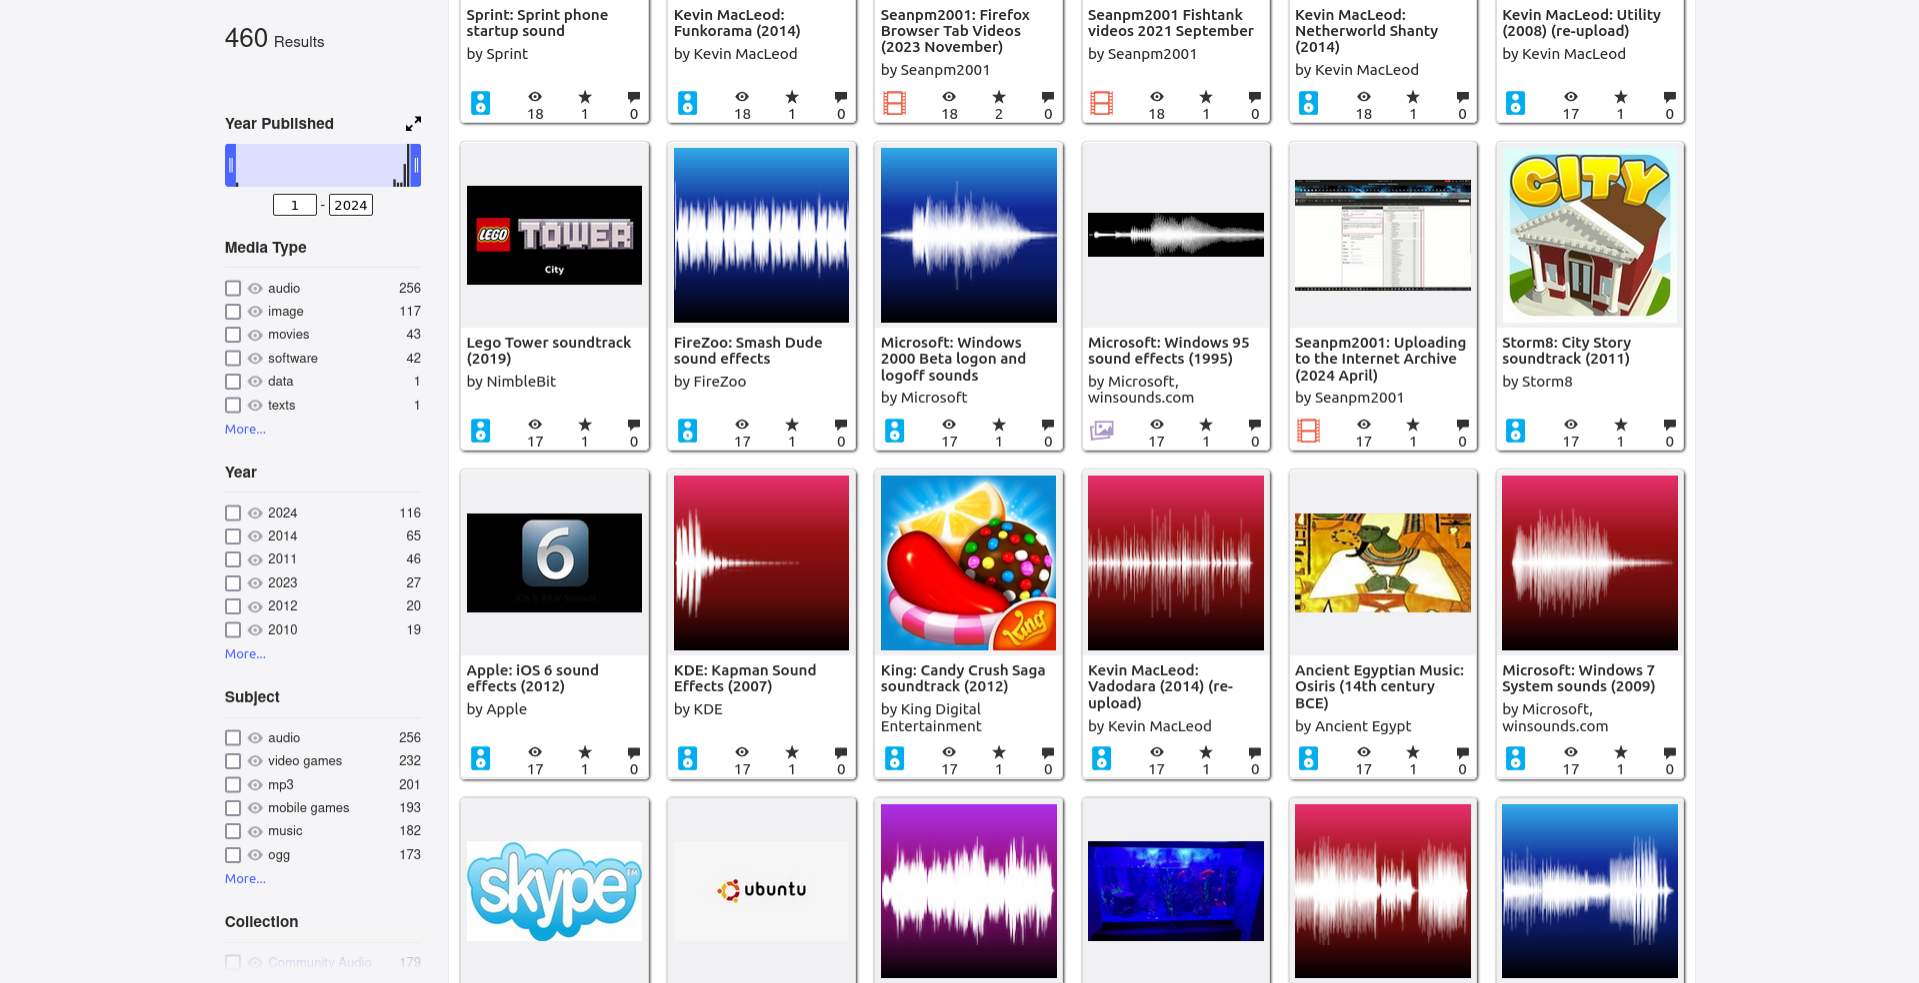 460 Results
Year Published
1 - 2024
Media Type
audio 256
image 117
movies 43
software 42
data 1
texts 1
More...
Year
2024 116
2014 65
2011 46
2023 27
2012 20
2010 19
More...
Subject
audio 256
video games 232
mp3 201
mobile games 193
music 182
ogg 173
More...
Collection
Community Audio 179
Sprint: Sprint phone
startup sound
by Sprint
18 1 0
Kevin MacLeod:
Funkorama (2014)
by Kevin MacLeod
18 1 0
Seanpm2001: Firefox
Browser Tab Videos
(2023 November)
by Seanpm2001
18 2 0
Seanpm2001 Fishtank
videos 2021 September
by Seanpm2001
18 1 0
Kevin MacLeod:
Netherworld Shanty
(2014)
by Kevin MacLeod
18 1 0
Kevin MacLeod: Utility
(2008) (re-upload)
by Kevin MacLeod
17 1 0
LEGO TOWER
City
Lego Tower soundtrack
(2019)
by NimbleBit
17 1 0
FireZoo: Smash Dude
sound effects
by FireZoo
17 1 0
Microsoft: Windows
2000 Beta logon and
logoff sounds
by Microsoft
17 1 0
Microsoft: Windows 95
sound effects (1995)
by Microsoft,
winsounds.com
17 1 0
Seanpm2001: Uploading
to the Internet Archive
(2024 April)
by Seanpm2001
17 1 0
CITY
Storm8: City Story
soundtrack (2011)
by Storm8
17 1 0
6
iOS 6 RAW Sounds
Apple: iOS 6 sound
effects (2012)
by Apple
17 1 0
KDE: Kapman Sound
Effects (2007)
by KDE
17 1 0
King
King: Candy Crush Saga
soundtrack (2012)
by King Digital
Entertainment
17 1 0
Kevin MacLeod:
Vadodara (2014) (re-
upload)
by Kevin MacLeod
17 1 0
Ancient Egyptian Music:
Osiris (14th century
BCE)
by Ancient Egypt
17 1 0
Microsoft: Windows 7
System sounds (2009)
by Microsoft,
winsounds.com
17 1 0
skype™
ubuntu